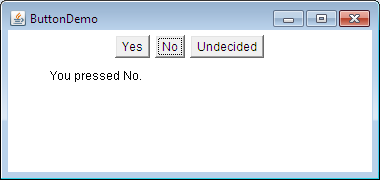 ButtonDemo
Yes No Undecided
You pressed No.